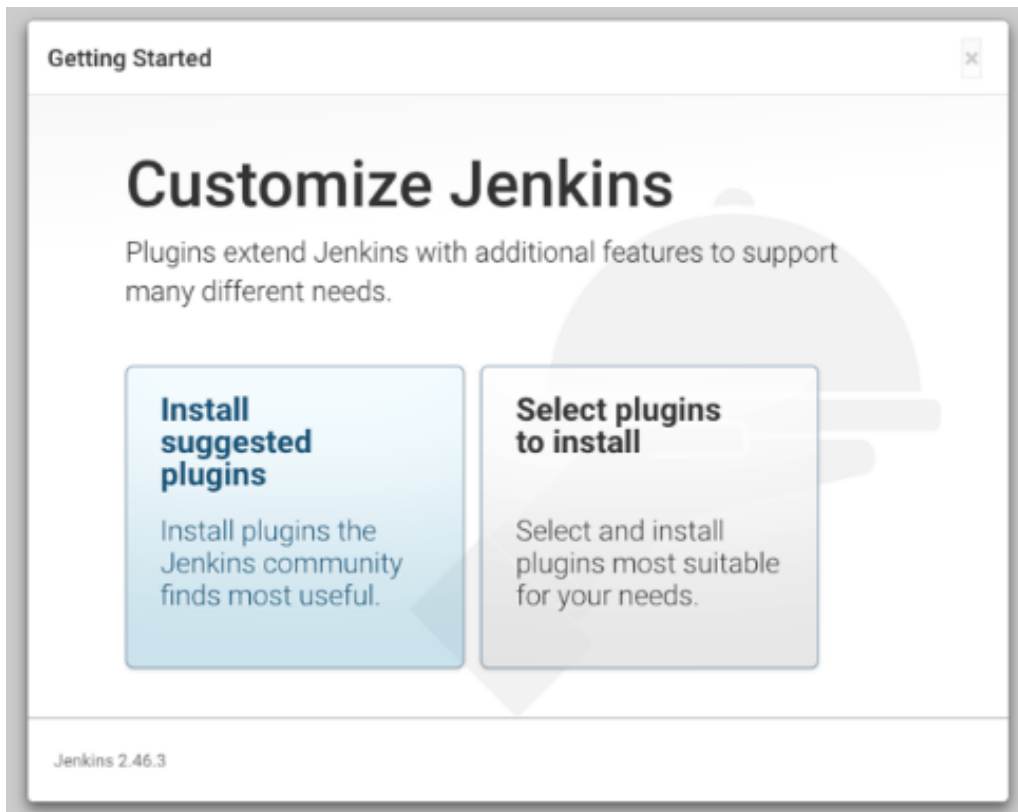 Getting Started
×
Customize Jenkins
Plugins extend Jenkins with additional features to support
many different needs.
Install
suggested
plugins
Install plugins the
Jenkins community
finds most useful.
Select plugins
to install
Select and install
plugins most suitable
for your needs.
Jenkins 2.46.3